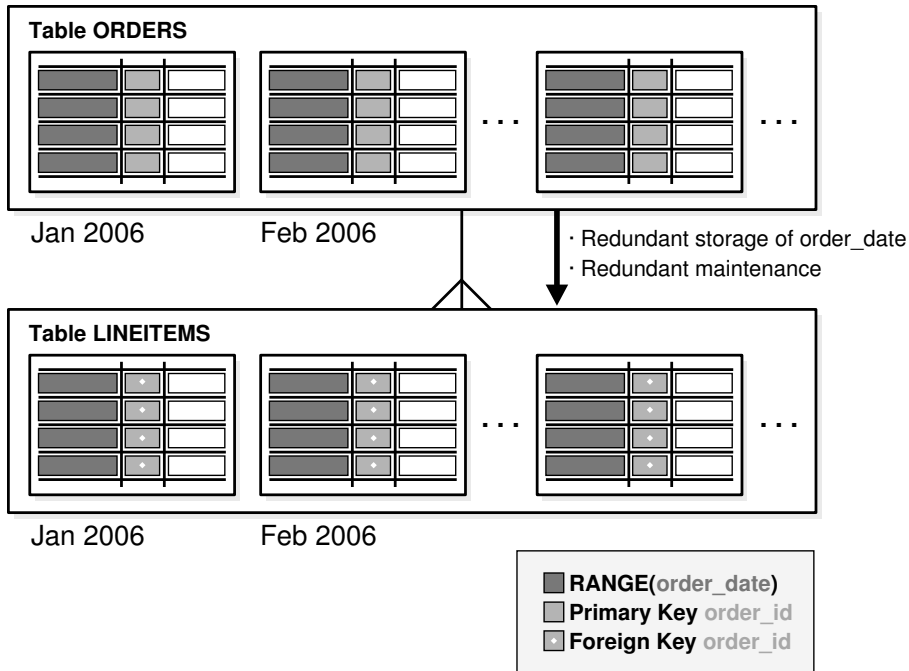 Table ORDERS
. . .
. . .
Jan 2006
Feb 2006
· Redundant storage of order_date
· Redundant maintenance
Table LINEITEMS
. . .
. . .
Jan 2006
Feb 2006
RANGE(order_date)
Primary Key order_id
Foreign Key order_id